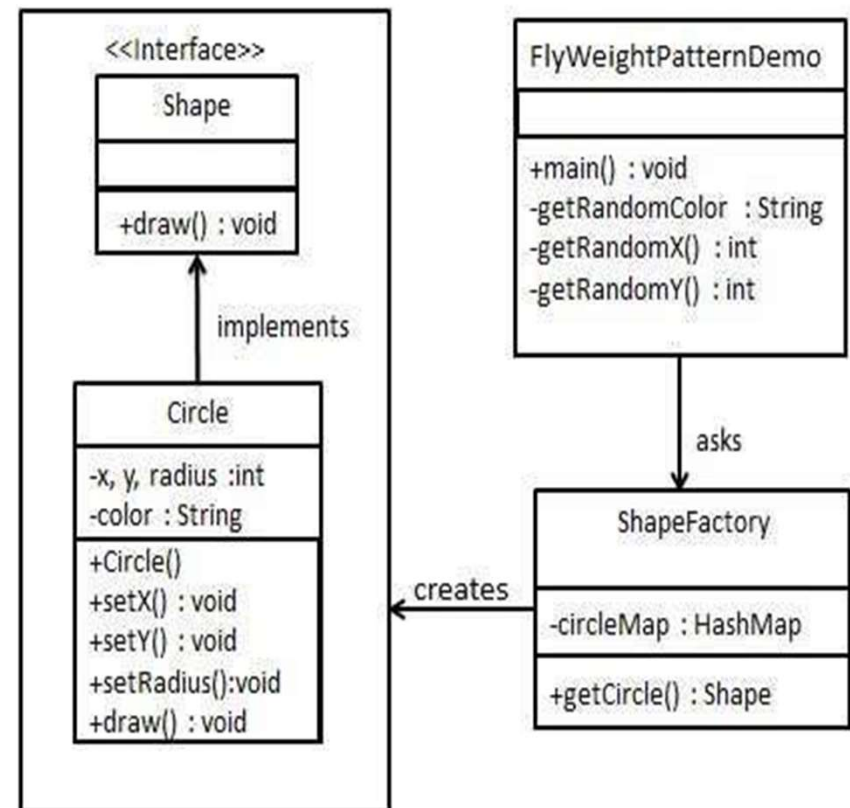 <<Interface>>
Shape
+draw() : void
implements
Circle
-x, y, radius :int
-color : String
+Circle()
+setX() : void
+setY() : void
+setRadius():void
+draw() : void
FlyWeightPatternDemo
+main() : void
-getRandomColor : String
-getRandomX() : int
-getRandomY() : int
asks
ShapeFactory
-circleMap : HashMap
+getCircle() : Shape
creates